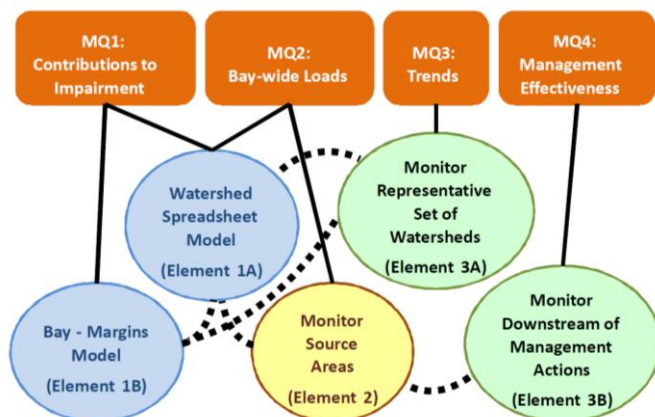 MQ1:
Contributions to
Impairment
MQ2:
Bay-wide Loads
MQ3:
Trends
MQ4:
Management
Effectiveness
Watershed
Spreadsheet
Model
(Element 1A)
Monitor
Representative
Set of
Watersheds
(Element 3A)
Bay - Margins
Model
(Element 1B)
Monitor
Source
Areas
(Element 2)
Monitor
Downstream of
Management
Actions
(Element 3B)